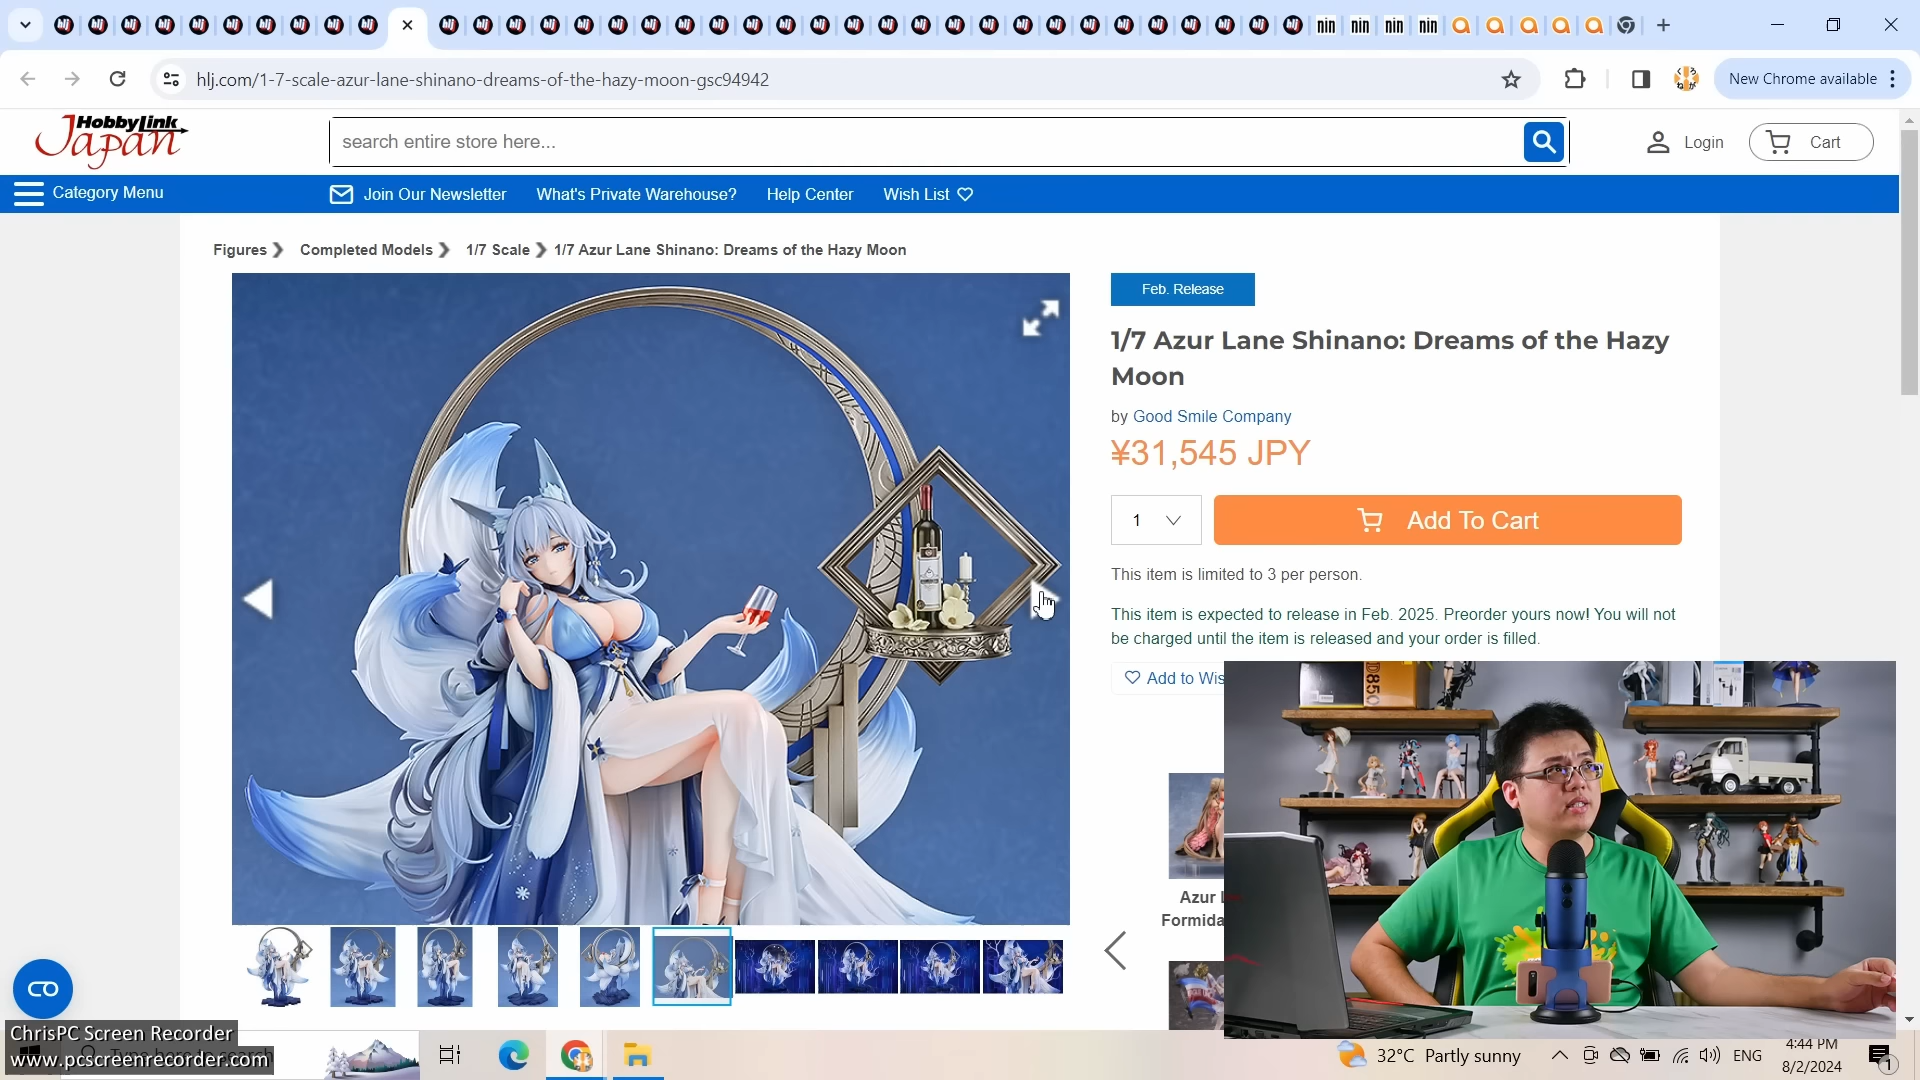 nin nin nin nin
hlj.com/1-7-scale-azur-lane-shinano-dreams-of-the-hazy-moon-gsc94942
New Chrome available
HobbyLink
Japan
search entire store here...
Login
Cart
Category Menu
Join Our Newsletter
What's Private Warehouse?
Help Center
Wish List
Figures
Completed Models
1/7 Scale
1/7 Azur Lane Shinano: Dreams of the Hazy Moon
Feb. Release
1/7 Azur Lane Shinano: Dreams of the Hazy
Moon
by Good Smile Company
¥31,545 JPY
1
Add To Cart
This item is limited to 3 per person.
This item is expected to release in Feb. 2025. Preorder yours now! You will not
be charged until the item is released and your order is filled.
Add to Wis
Azur L
Formida
ChrisPC Screen Recorder
www.pcscreenrecorder.com
32°C Partly sunny
ENG
4:44 PM
8/2/2024
1